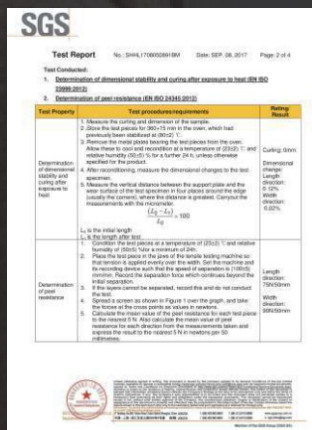 SGS
Test Report No.: SHHL1708050891BM Date: SEP. 08, 2017 Page: 2 of 4
Test Conducted:
1. Determination of dimensional stability and curing after exposure to heat (EN ISO
23999:2012)
2. Determination of peel resistance (EN ISO 24345:2012)
Test Property Test procedures/requirements Rating/
Result
Determination
of dimensional
stability and
curing after
exposure to
heat
1. Measure the curling and dimension of the sample.
2. Store the test pieces for 360±15 min in the oven, which had
previously been stabilized at (80±2) ℃.
3. Remove the metal plates bearing the test pieces from the oven.
Allow these to cool and recondition at a temperature of (23±2) ℃ and
relative humidity (50±5) % for a further 24 h, unless otherwise
specified for the product.
4. After reconditioning, measure the dimensional changes to the test
specimen.
5. Measure the vertical distance between the support plate and the
wear surface of the test specimen in four places around the edge
(usually the corners), where the distance is greatest. Carry out the
measurements with the micrometer.
(L₀ - Lₜ)
/ L₀ × 100
L₀ is the initial length
Lₜ is the length after test
Curling: 0mm
Dimensional
change:
Length
direction:
0.12%
Width
direction:
-0.02%
Determination
of peel
resistance
1. Condition the test pieces at a temperature of (23±2) ℃ and relative
humidity of (50±5) % for a minimum of 24h.
2. Place the test piece in the jaws of the tensile testing machine so
that tension is applied evenly over the width. Set the machine and
its recording device such that the speed of separation is (100±5)
mm/min. Record the separation force which continues beyond the
initial separation.
3. If the layers cannot be separated, record this and do not conduct
the test.
4. Spread a screen as shown in Figure 1 over the graph, and take
the forces at the cross points as values in newtons.
5. Calculate the mean value of the peel resistance for each test piece
to the nearest 5 N. Also calculate the mean value of peel
resistance for each direction from the measurements taken and
express the result to the nearest 5 N in newtons per 50
millimetres.
Length
direction:
75N/50mm
Width
direction:
90N/50mm